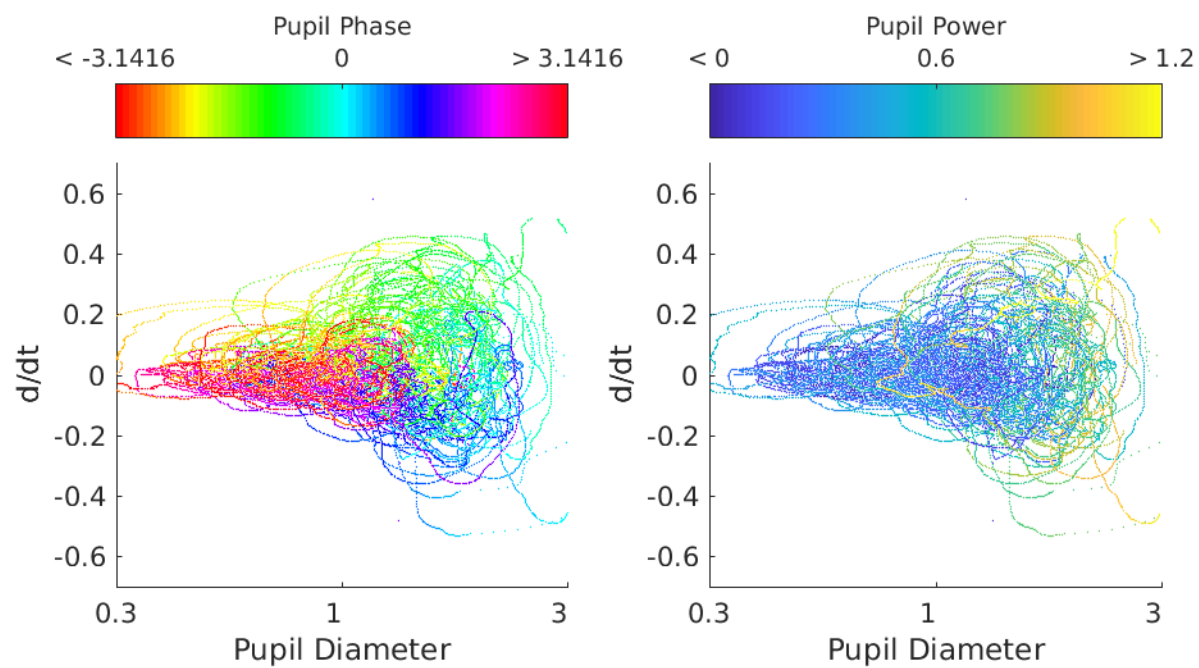 Pupil Phase
< -3.1416 0 > 3.1416
0.6
0.4
0.2
0
-0.2
-0.4
-0.6
d/dt
0.3 1 3
Pupil Diameter
Pupil Power
< 0 0.6 > 1.2
0.6
0.4
0.2
0
-0.2
-0.4
-0.6
d/dt
0.3 1 3
Pupil Diameter